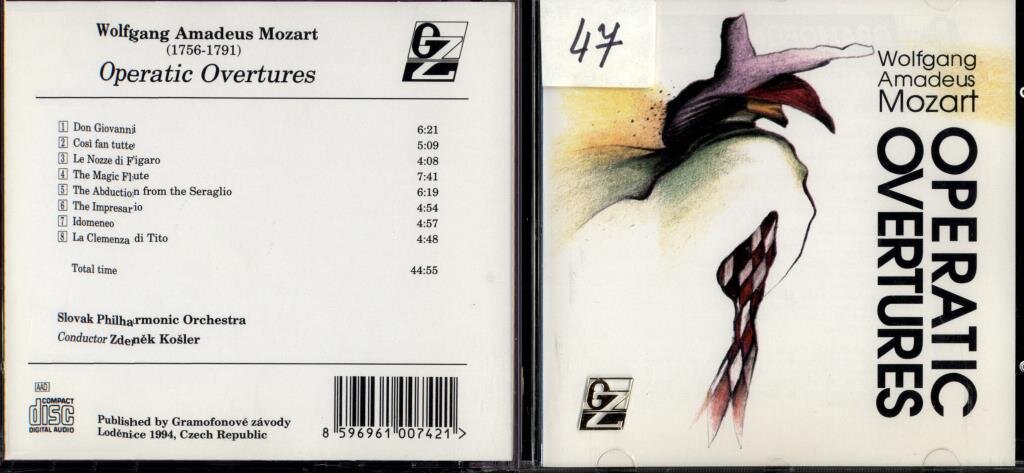 Wolfgang Amadeus Mozart
(1756-1791)
Operatic Overtures
GZ
1 Don Giovanni 6:21
2 Così fan tutte 5:09
3 Le Nozze di Figaro 4:08
4 The Magic Flute 7:41
5 The Abduction from the Seraglio 6:19
6 The Impresario 4:54
7 Idomeneo 4:57
8 La Clemenza di Tito 4:48
Total time 44:55
Slovak Philharmonic Orchestra
Conductor Zdeněk Košler
AAD
COMPACT
disc
DIGITAL AUDIO
Published by Gramofonové závody
Loděnice 1994, Czech Republic
8 596961 007421 >
47
Wolfgang
Amadeus
Mozart
OPERATIC
OVERTURES
GZ